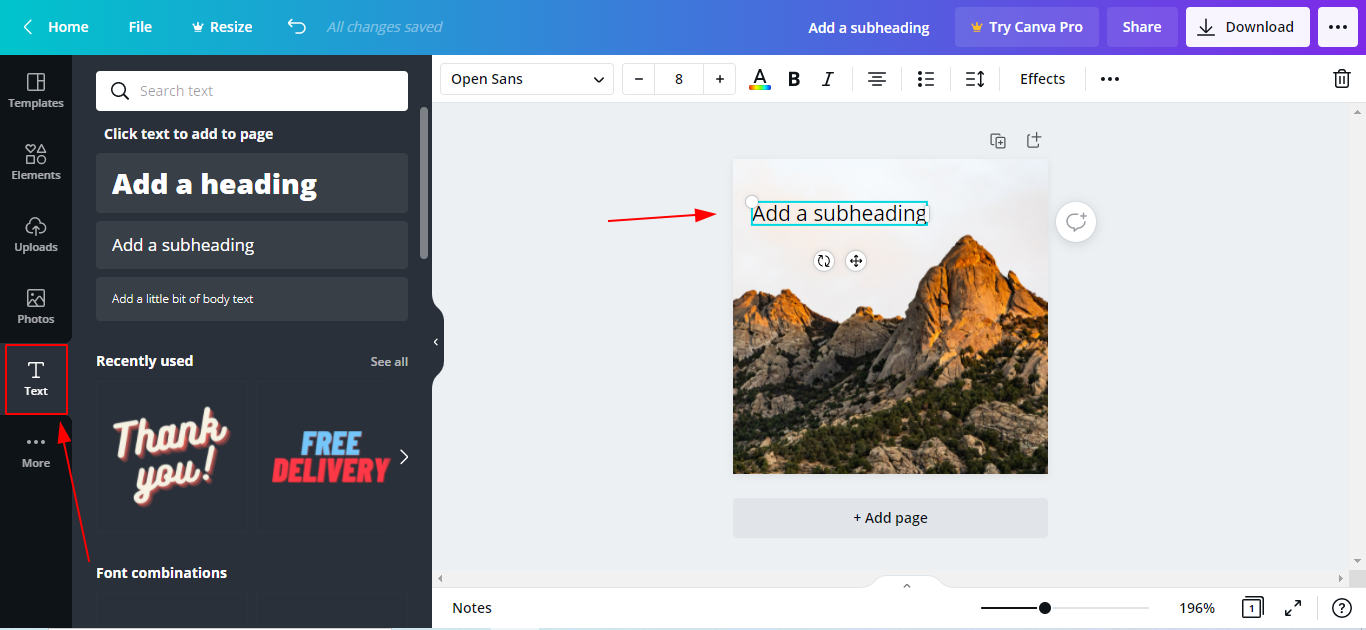 Home File Resize All changes saved Add a subheading Try Canva Pro Share Download
Templates
Elements
Uploads
Photos
Text
More
Search text
Click text to add to page
Add a heading
Add a subheading
Add a little bit of body text
Recently used See all
Thank
you!
FREE
DELIVERY
Font combinations
Open Sans − 8 + A B I Effects
Add a subheading
+ Add page
Notes 196% 1 ?